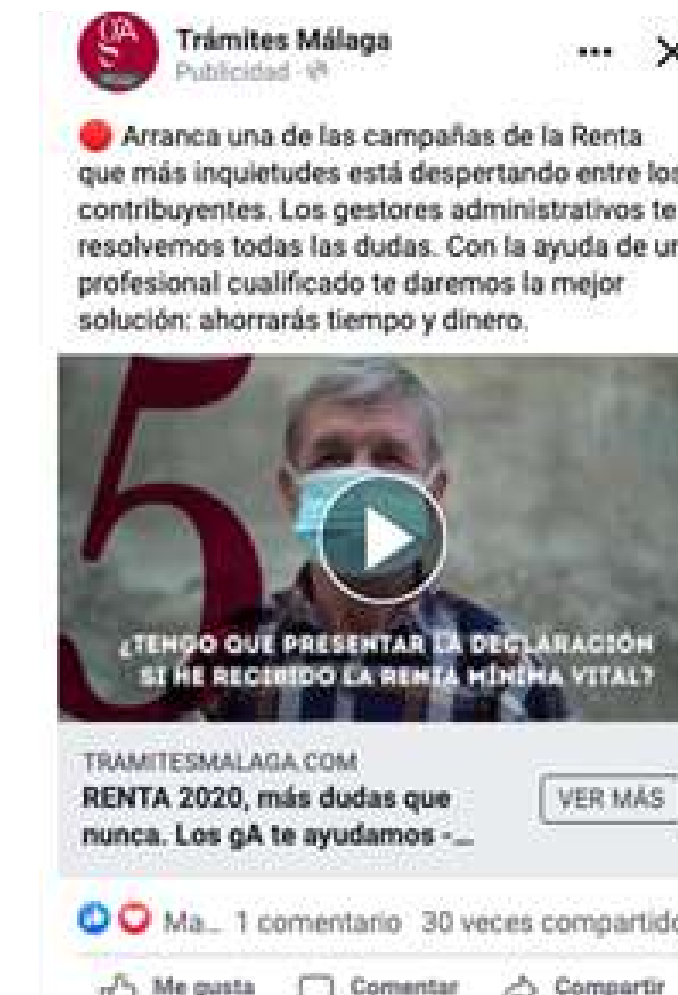 gA
Trámites Málaga
Publicidad ·
Arranca una de las campañas de la Renta
que más inquietudes está despertando entre los
contribuyentes. Los gestores administrativos te
resolvemos todas las dudas. Con la ayuda de un
profesional cualificado te daremos la mejor
solución: ahorrarás tiempo y dinero.
5
¿TENGO QUE PRESENTAR LA DECLARACIÓN
SI HE RECIBIDO LA RENTA MÍNIMA VITAL?
TRAMITESMALAGA.COM
RENTA 2020, más dudas que
nunca. Los gA te ayudamos -...
VER MÁS
Ma... 1 comentario 30 veces compartido
Me gusta Comentar Compartir